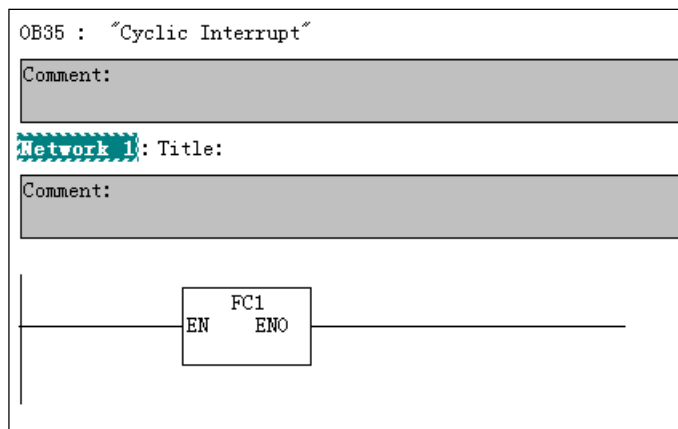 OB35 : "Cyclic Interrupt"
Comment:
Network 1: Title:
Comment:
FC1
EN ENO